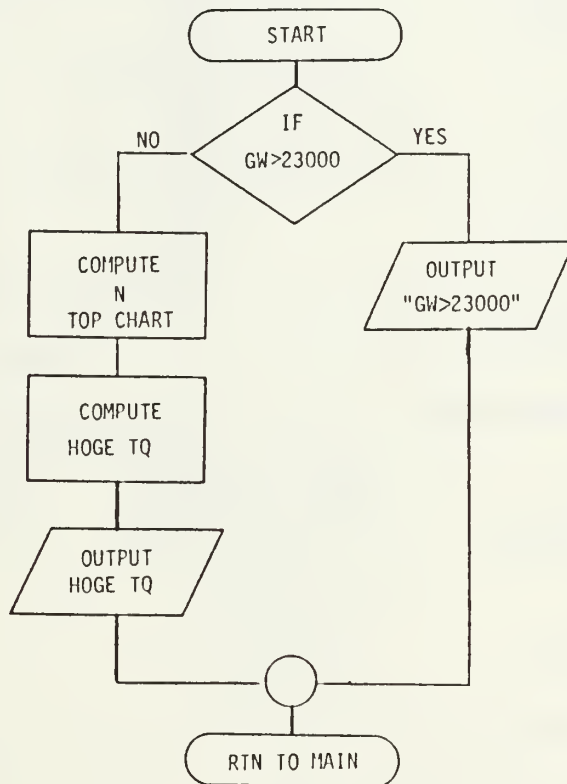 START
IF
GW>23000
NO
YES
COMPUTE
N
TOP CHART
OUTPUT
"GW>23000"
COMPUTE
HOGE TQ
OUTPUT
HOGE TQ
RTN TO MAIN